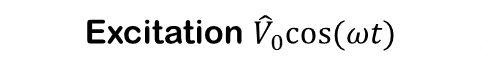 Excitation V̂₀cos(ωt)